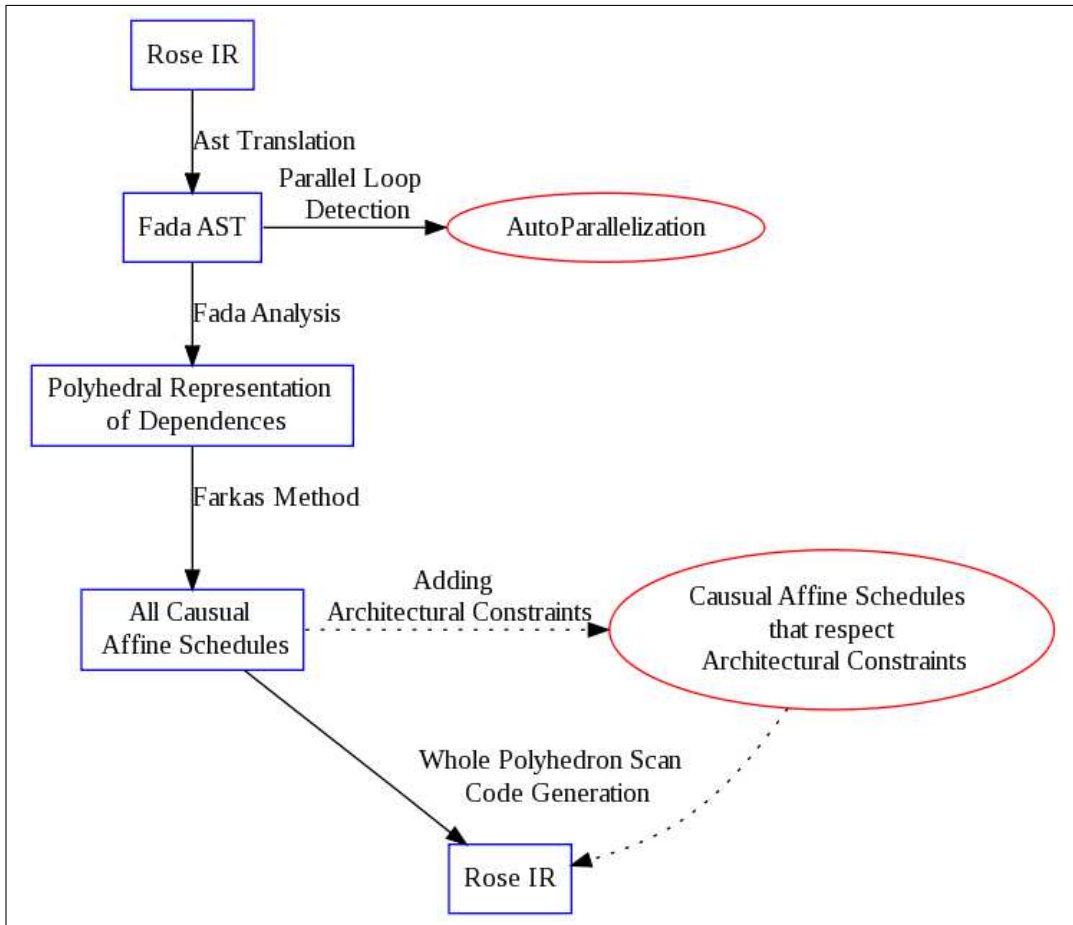 Rose IR
Ast Translation
Parallel Loop
Detection
Fada AST
AutoParallelization
Fada Analysis
Polyhedral Representation
of Dependences
Farkas Method
All Causual
Affine Schedules
Adding
Architectural Constraints
Causual Affine Schedules
that respect
Architectural Constraints
Whole Polyhedron Scan
Code Generation
Rose IR